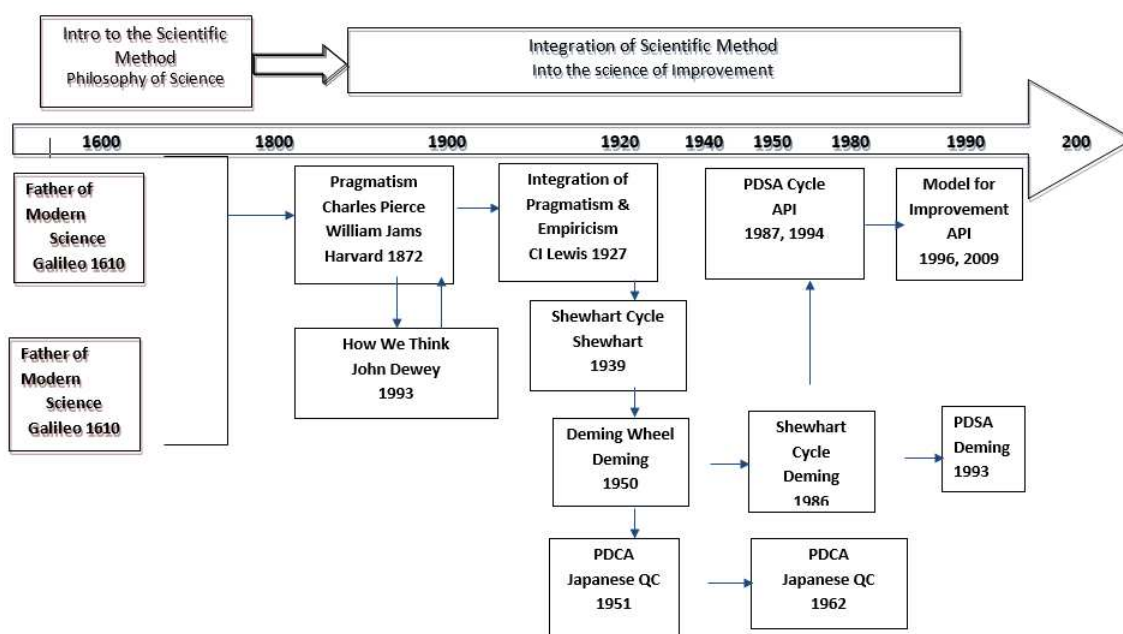 Intro to the Scientific
Method
Philosophy of Science
Integration of Scientific Method
Into the science of Improvement
1600 1800 1900 1920 1940 1950 1980 1990 200
Father of
Modern
Science
Galileo 1610
Pragmatism
Charles Pierce
William Jams
Harvard 1872
Integration of
Pragmatism &
Empiricism
CI Lewis 1927
PDSA Cycle
API
1987, 1994
Model for
Improvement
API
1996, 2009
Father of
Modern
Science
Galileo 1610
How We Think
John Dewey
1993
Shewhart Cycle
Shewhart
1939
Deming Wheel
Deming
1950
Shewhart
Cycle
Deming
1986
PDSA
Deming
1993
PDCA
Japanese QC
1951
PDCA
Japanese QC
1962